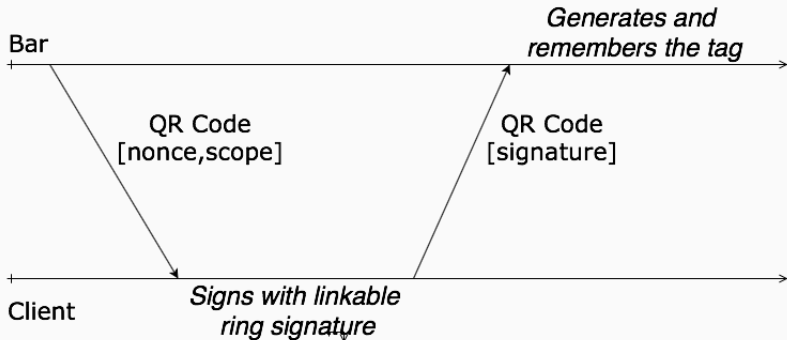 Generates and
remembers the tag
Bar
QR Code
[nonce,scope]
QR Code
[signature]
Signs with linkable
ring signature
Client